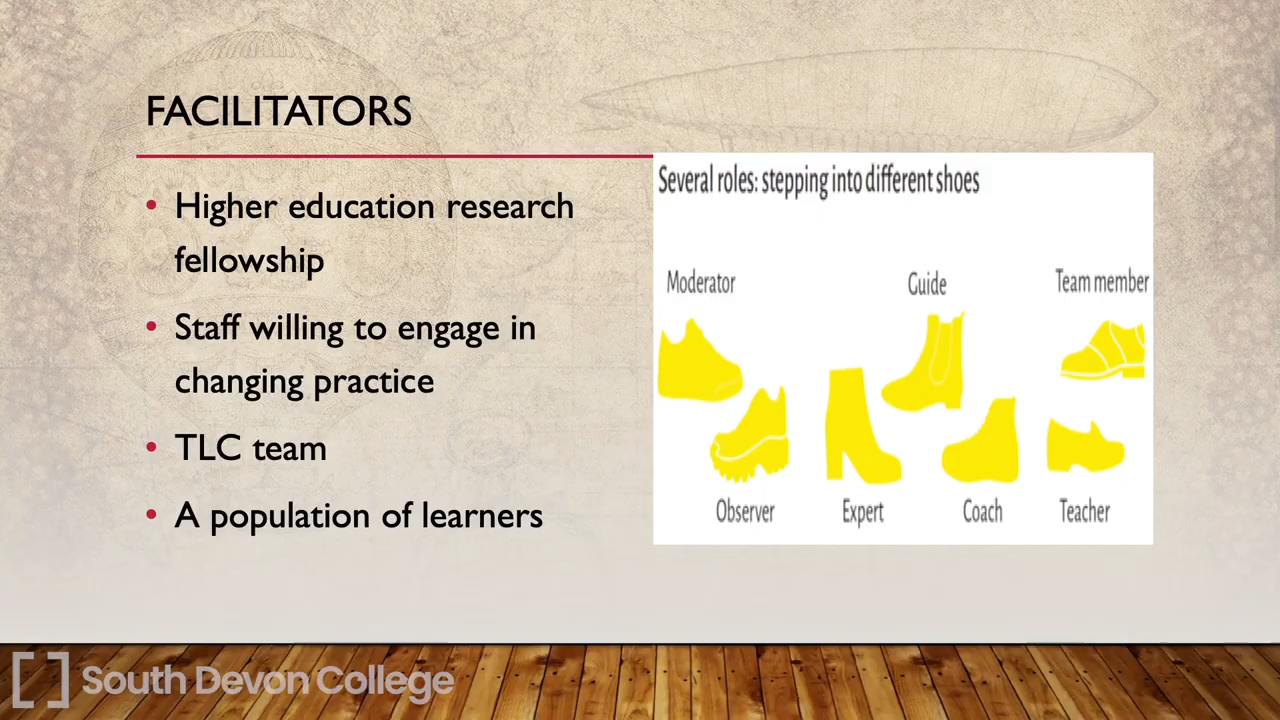 FACILITATORS
• Higher education research
fellowship
• Staff willing to engage in
changing practice
• TLC team
• A population of learners
Several roles: stepping into different shoes
Moderator
Guide
Team member
Observer
Expert
Coach
Teacher
[ ] South Devon College